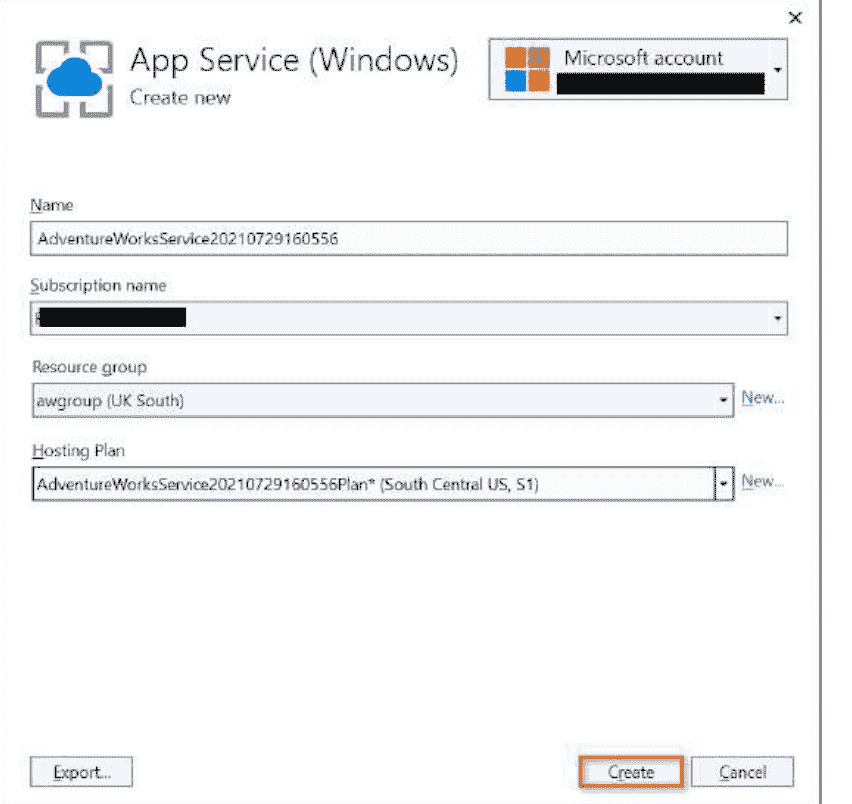 App Service (Windows)
Create new
Microsoft account
Name
AdventureWorksService20210729160556
Subscription name
Resource group
awgroup (UK South)
New...
Hosting Plan
AdventureWorksService20210729160556Plan* (South Central US, S1)
New...
Export...
Create
Cancel